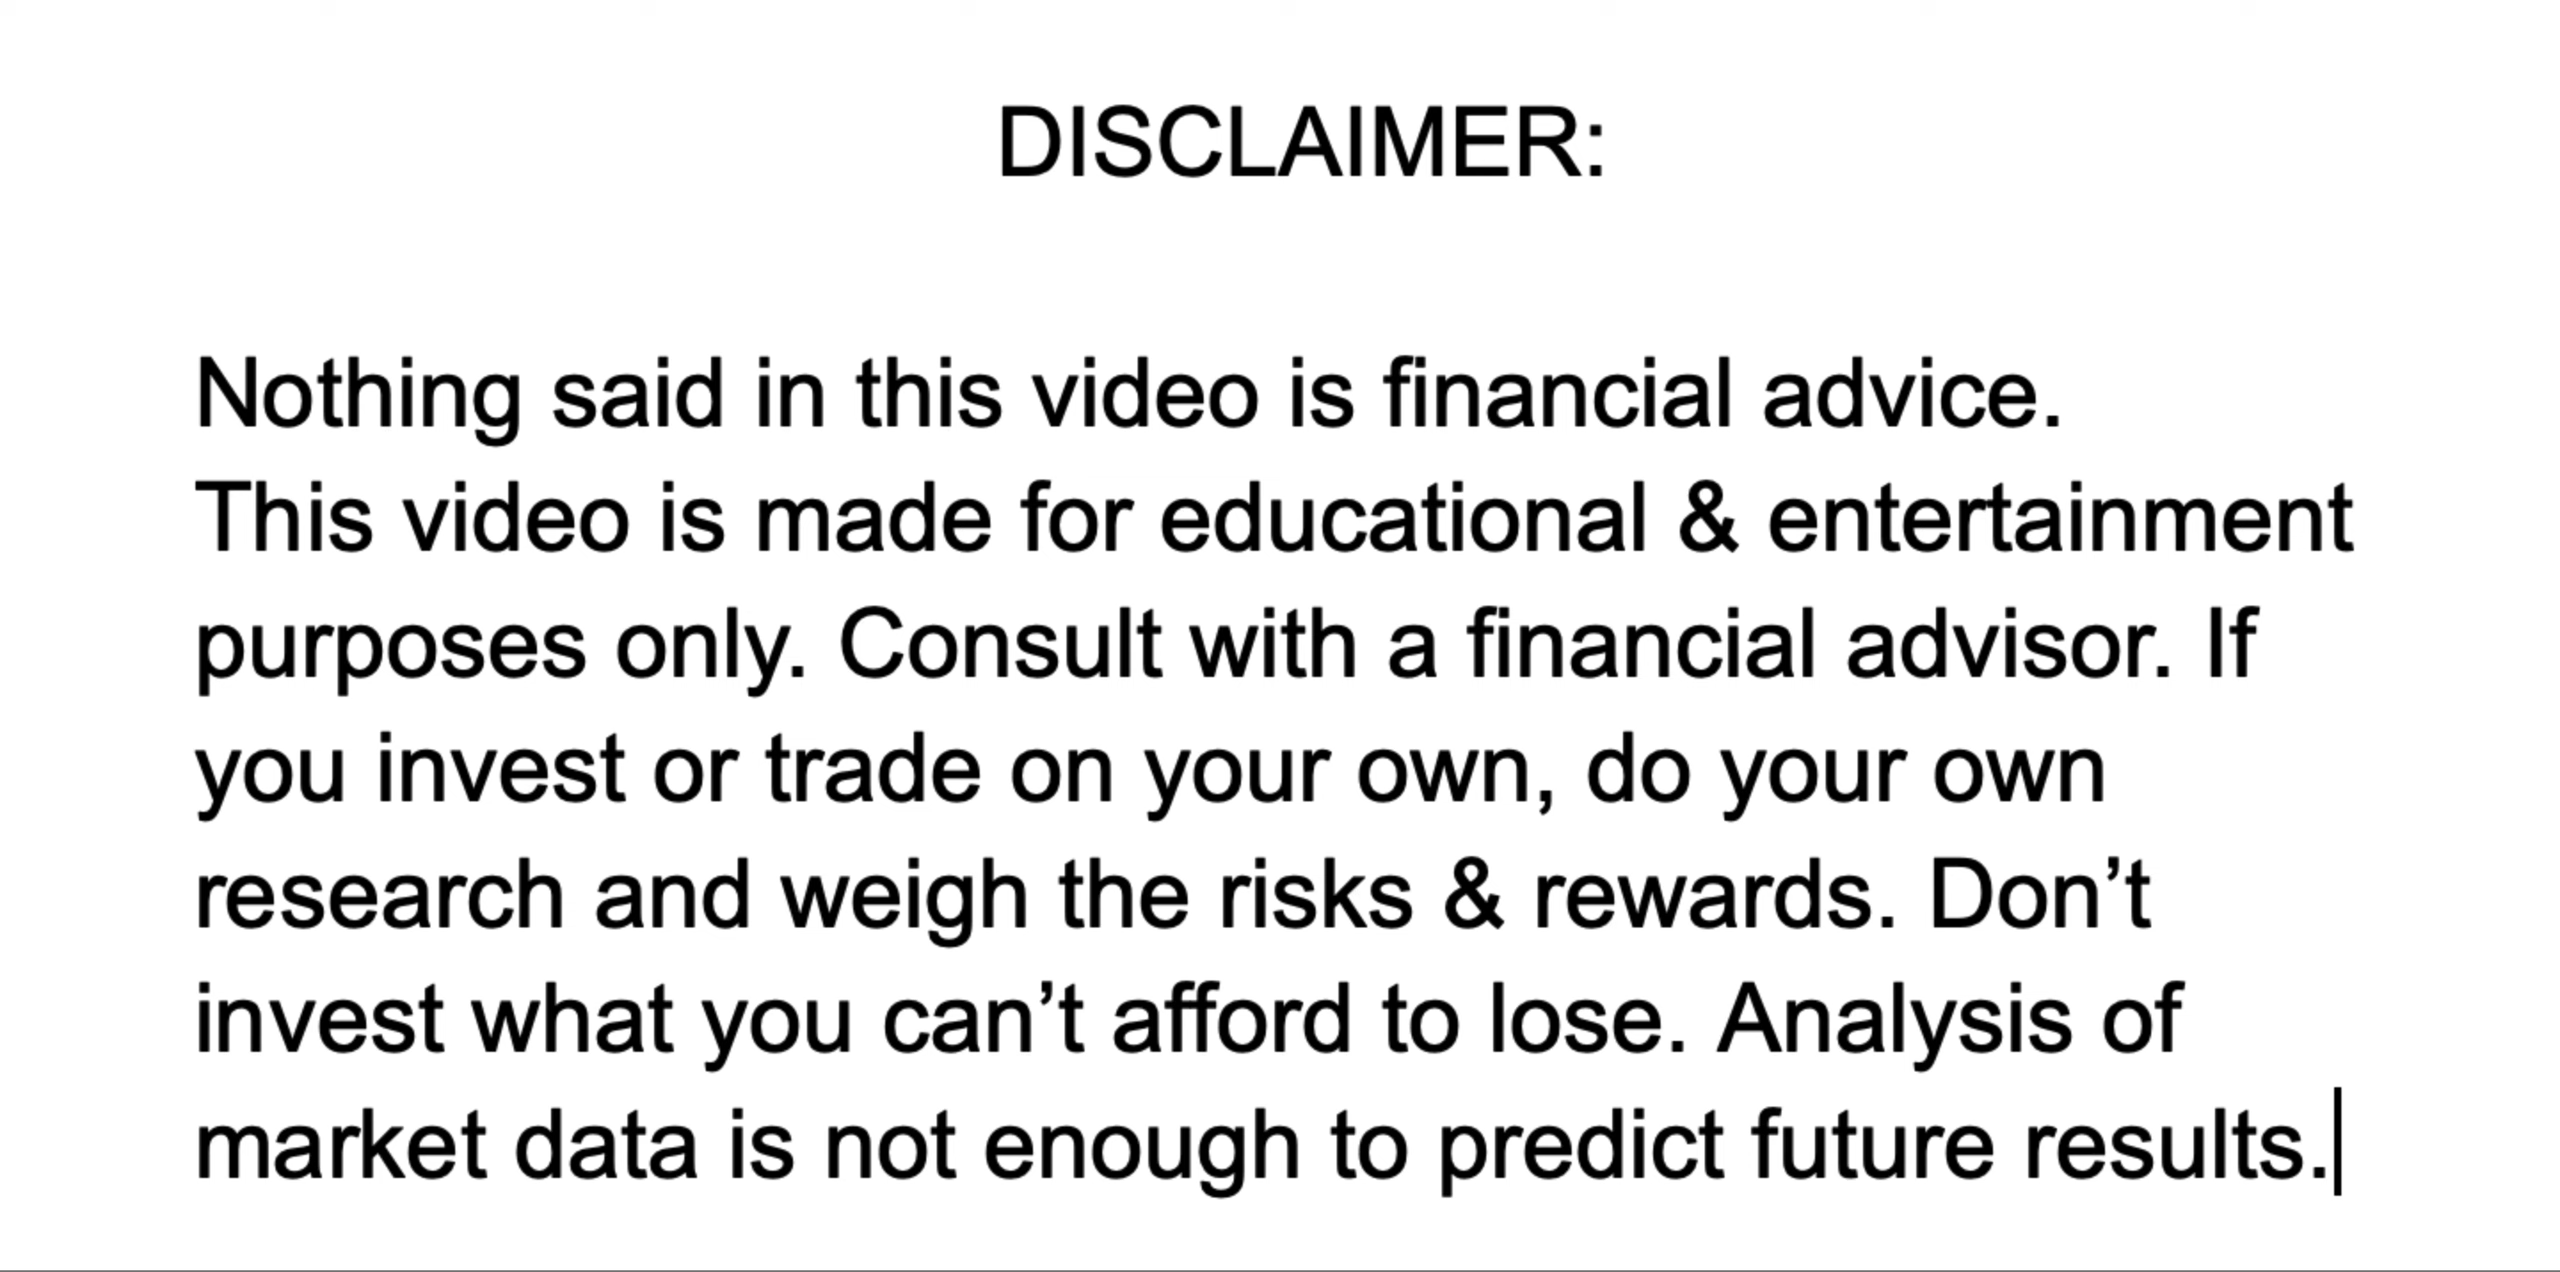 DISCLAIMER:
Nothing said in this video is financial advice.
This video is made for educational & entertainment
purposes only. Consult with a financial advisor. If
you invest or trade on your own, do your own
research and weigh the risks & rewards. Don’t
invest what you can’t afford to lose. Analysis of
market data is not enough to predict future results.